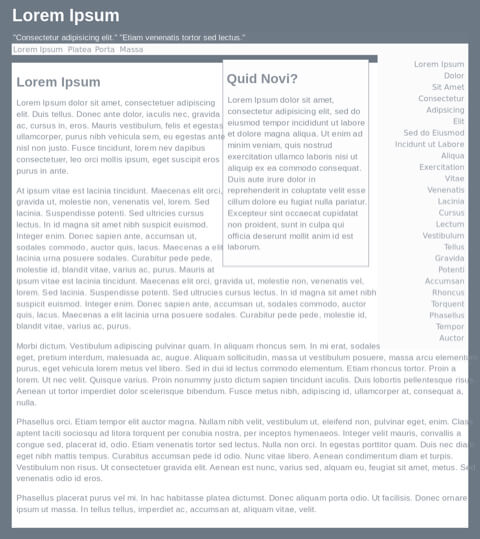 Lorem Ipsum
"Consectetur adipisicing elit." "Etiam venenatis tortor sed lectus."
Lorem Ipsum  Platea  Porta  Massa
Lorem Ipsum
Lorem Ipsum dolor sit amet, consectetuer adipiscing
elit. Duis tellus. Donec ante dolor, iaculis nec, gravida
ac, cursus in, eros. Mauris vestibulum, felis et egestas
ullamcorper, purus nibh vehicula sem, eu egestas ante
nisl non justo. Fusce tincidunt, lorem nev dapibus
consectetuer, leo orci mollis ipsum, eget suscipit eros
purus in ante.
At ipsum vitae est lacinia tincidunt. Maecenas elit orci,
gravida ut, molestie non, venenatis vel, lorem. Sed
lacinia. Suspendisse potenti. Sed ultricies cursus
lectus. In id magna sit amet nibh suspicit euismod.
Integer enim. Donec sapien ante, accumsan ut,
sodales commodo, auctor quis, lacus. Maecenas a elit
lacinia urna posuere sodales. Curabitur pede pede,
molestie id, blandit vitae, varius ac, purus. Mauris at
ipsum vitae est lacinia tincidunt. Maecenas elit orci, gravida ut, molestie non, venenatis vel,
lorem. Sed lacinia. Suspendisse potenti. Sed ultrucies cursus lectus. In id magna sit amet nibh
suspicit euismod. Integer enim. Donec sapien ante, accumsan ut, sodales commodo, auctor
quis, lacus. Maecenas a elit lacinia urna posuere sodales. Curabitur pede pede, molestie id,
blandit vitae, varius ac, purus.
Morbi dictum. Vestibulum adipiscing pulvinar quam. In aliquam rhoncus sem. In mi erat, sodales
eget, pretium interdum, malesuada ac, augue. Aliquam sollicitudin, massa ut vestibulum posuere, massa arcu elementum
purus, eget vehicula lorem metus vel libero. Sed in dui id lectus commodo elementum. Etiam rhoncus tortor. Proin a
lorem. Ut nec velit. Quisque varius. Proin nonummy justo dictum sapien tincidunt iaculis. Duis lobortis pellentesque risus.
Aenean ut tortor imperdiet dolor scelerisque bibendum. Fusce metus nibh, adipiscing id, ullamcorper at, consequat a,
nulla.
Phasellus orci. Etiam tempor elit auctor magna. Nullam nibh velit, vestibulum ut, eleifend non, pulvinar eget, enim. Class
aptent taciti sociosqu ad litora torquent per conubia nostra, per inceptos hymenaeos. Integer velit mauris, convallis a
congue sed, placerat id, odio. Etiam venenatis tortor sed lectus. Nulla non orci. In egestas porttitor quam. Duis nec diam
eget nibh mattis tempus. Curabitus accumsan pede id odio. Nunc vitae libero. Aenean condimentum diam et turpis.
Vestibulum non risus. Ut consectetuer gravida elit. Aenean est nunc, varius sed, alquam eu, feugiat sit amet, metus. Sed
venenatis odio id eros.
Phasellus placerat purus vel mi. In hac habitasse platea dictumst. Donec aliquam porta odio. Ut facilisis. Donec ornare
ipsum ut massa. In tellus tellus, imperdiet ac, accumsan at, aliquam vitae, velit.
Quid Novi?
Lorem Ipsum dolor sit amet,
consectetur adipisicing elit, sed do
eiusmod tempor incididunt ut labore
et dolore magna aliqua. Ut enim ad
minim veniam, quis nostrud
exercitation ullamco laboris nisi ut
aliquip ex ea commodo consequat.
Duis aute irure dolor in
reprehenderit in coluptate velit esse
cillum dolore eu fugiat nulla pariatur.
Excepteur sint occaecat cupidatat
non proident, sunt in culpa qui
officia deserunt mollit anim id est
laborum.
Lorem Ipsum
Dolor
Sit Amet
Consectetur
Adipisicing
Elit
Sed do Eiusmod
Incidunt ut Labore
Aliqua
Exercitation
Vitae
Venenatis
Lacinia
Cursus
Lectum
Vestibulum
Tellus
Gravida
Potenti
Accumsan
Rhoncus
Torquent
Phasellus
Tempor
Auctor